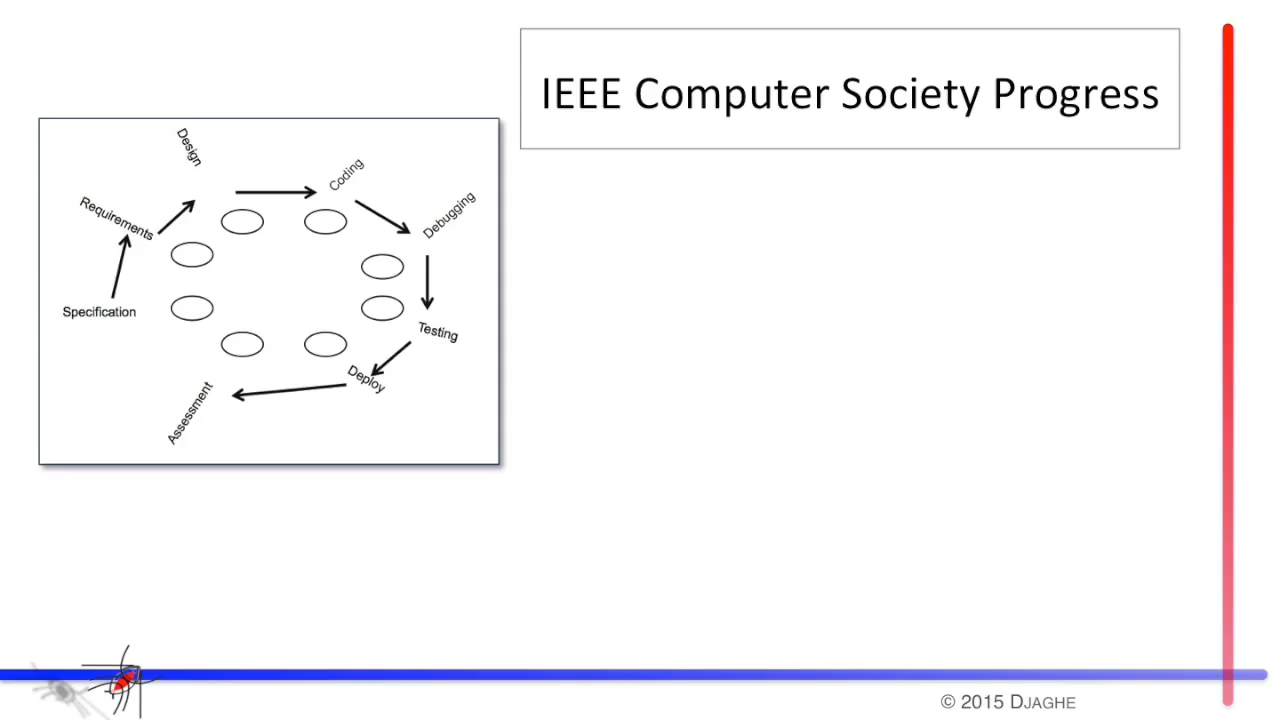 IEEE Computer Society Progress
Design
Coding
Requirements
Debugging
Specification
Testing
Deploy
Assessment
© 2015 DJAGHE